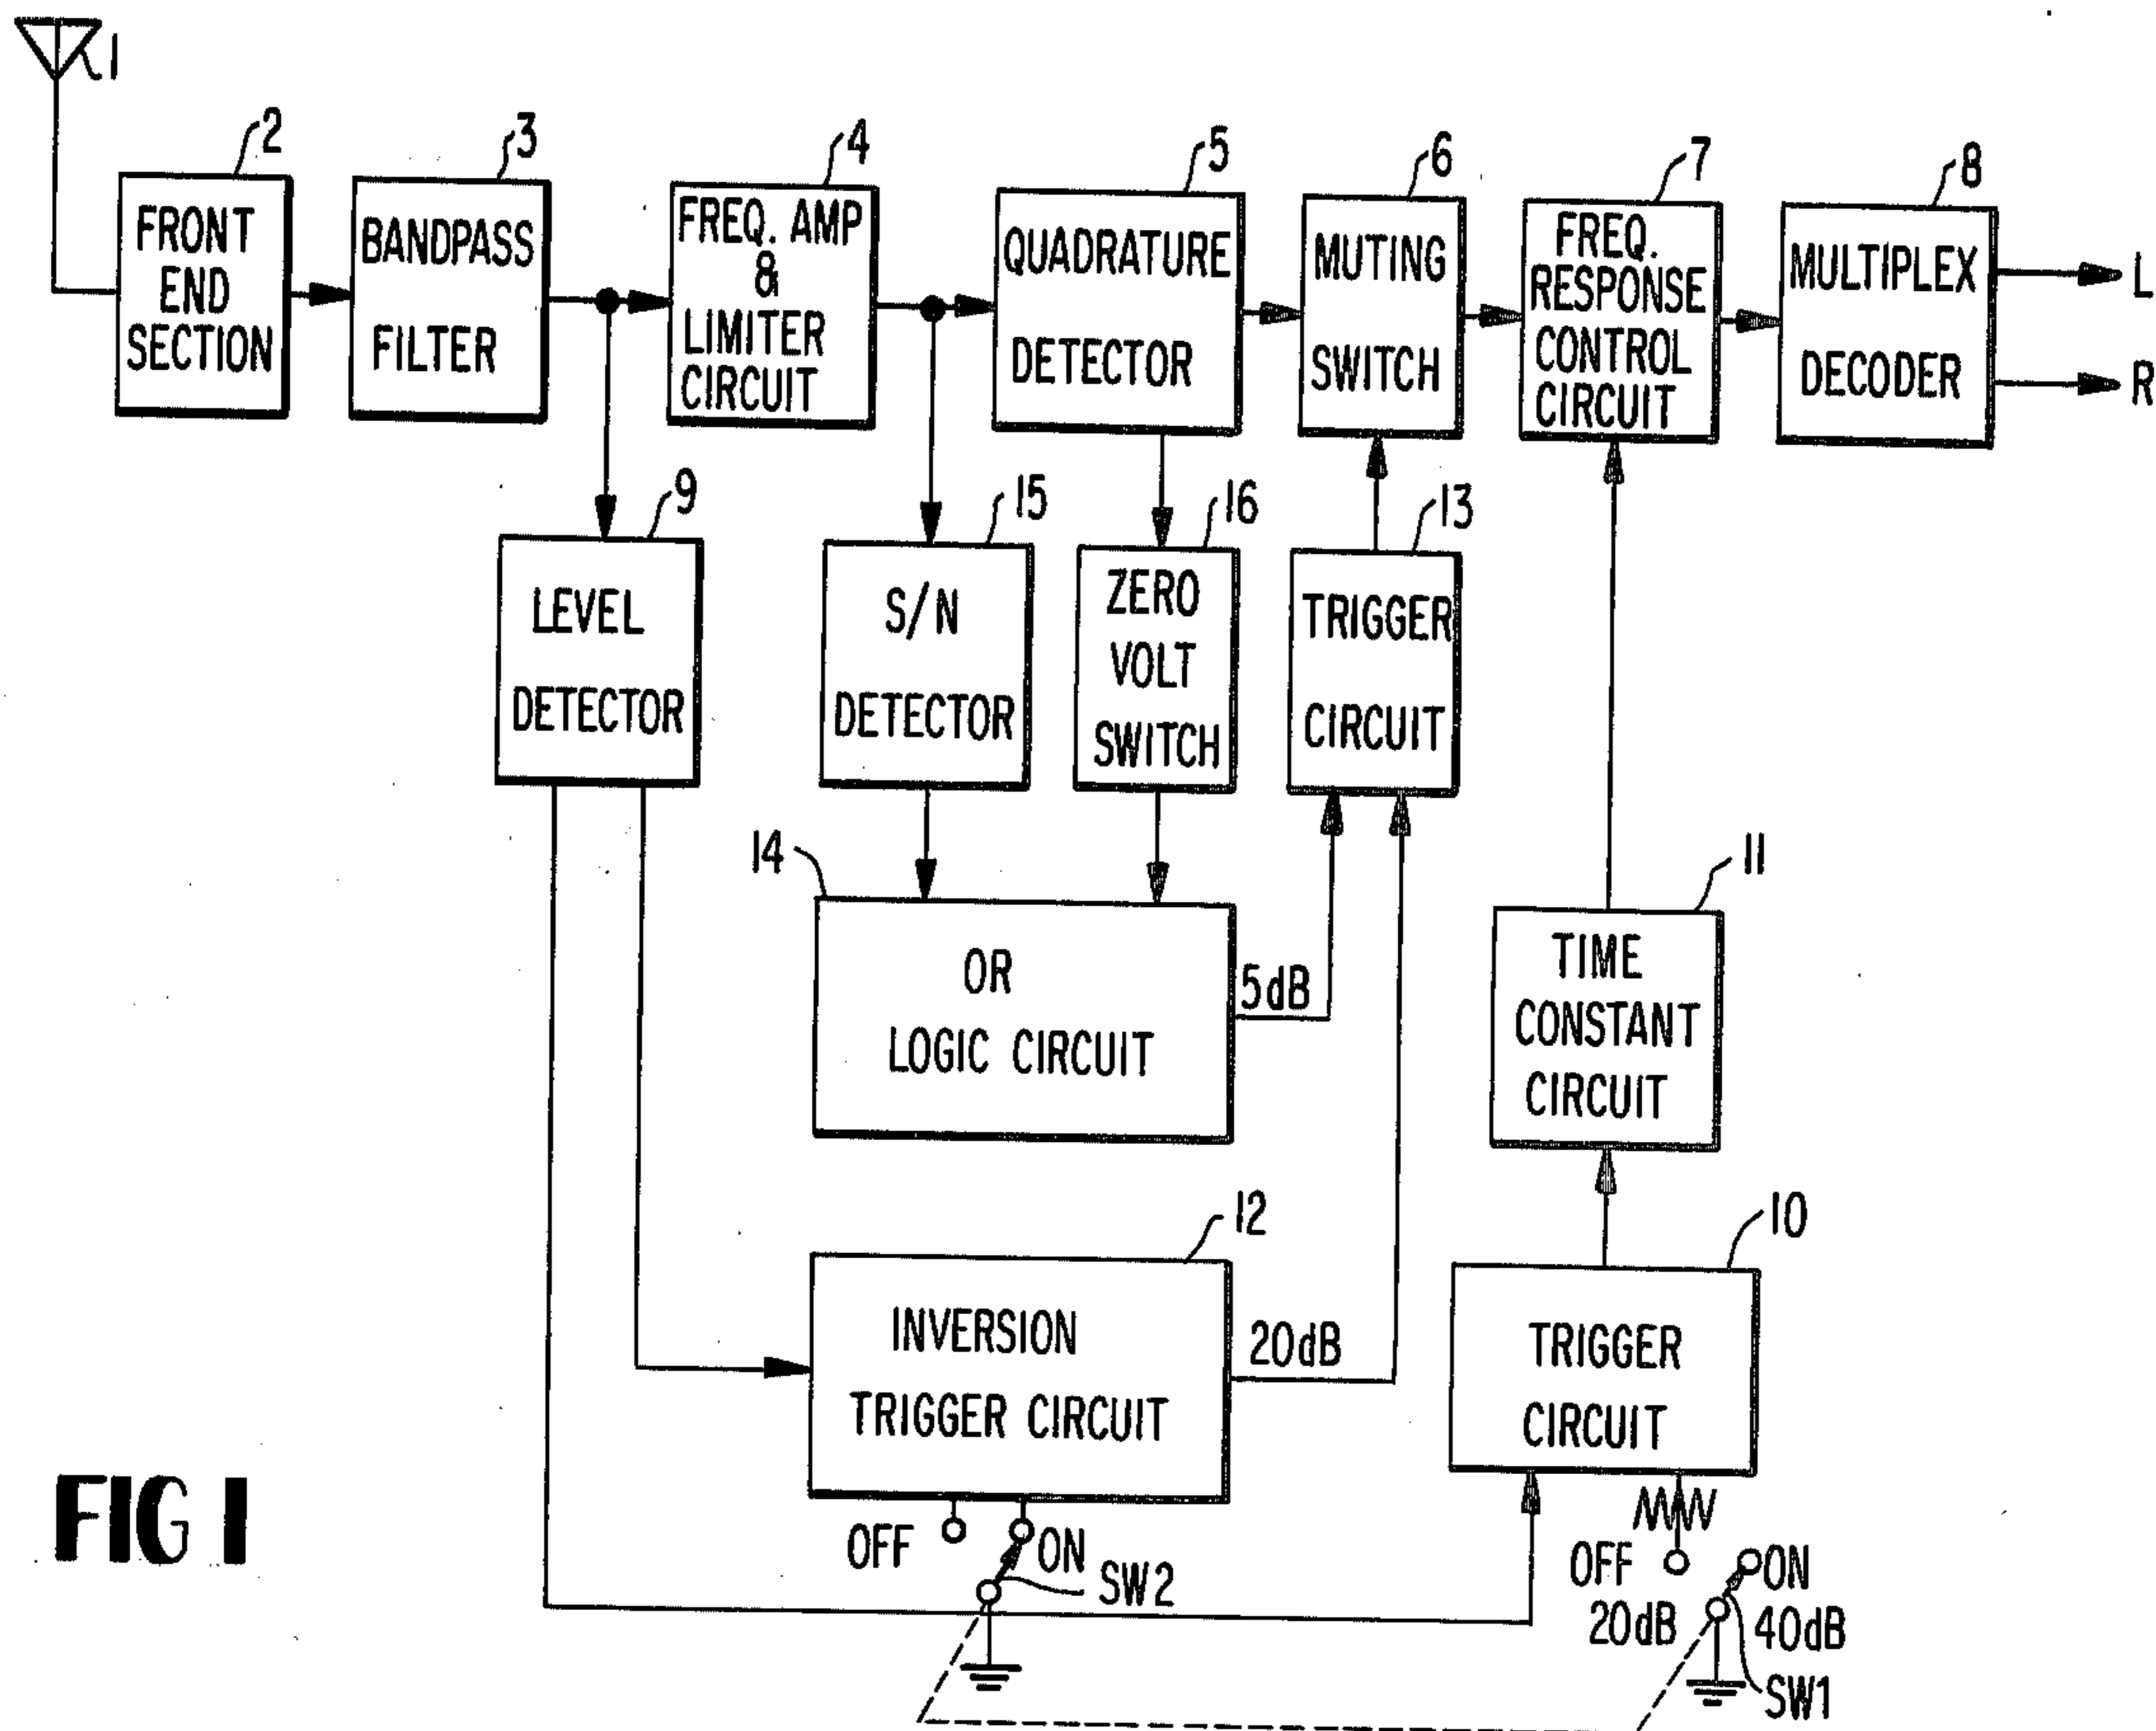 1
2
3
4
5
6
7
8
FRONT
END
SECTION
BANDPASS
FILTER
FREQ. AMP
&
LIMITER
CIRCUIT
QUADRATURE
DETECTOR
MUTING
SWITCH
FREQ.
RESPONSE
CONTROL
CIRCUIT
MULTIPLEX
DECODER
L
R
9
15
16
13
LEVEL
DETECTOR
S/N
DETECTOR
ZERO
VOLT
SWITCH
TRIGGER
CIRCUIT
14
11
OR
LOGIC CIRCUIT
5dB
TIME
CONSTANT
CIRCUIT
12
10
INVERSION
TRIGGER CIRCUIT
20dB
TRIGGER
CIRCUIT
OFF
ON
SW2
OFF
20dB
ON
40dB
SW1
FIG 1